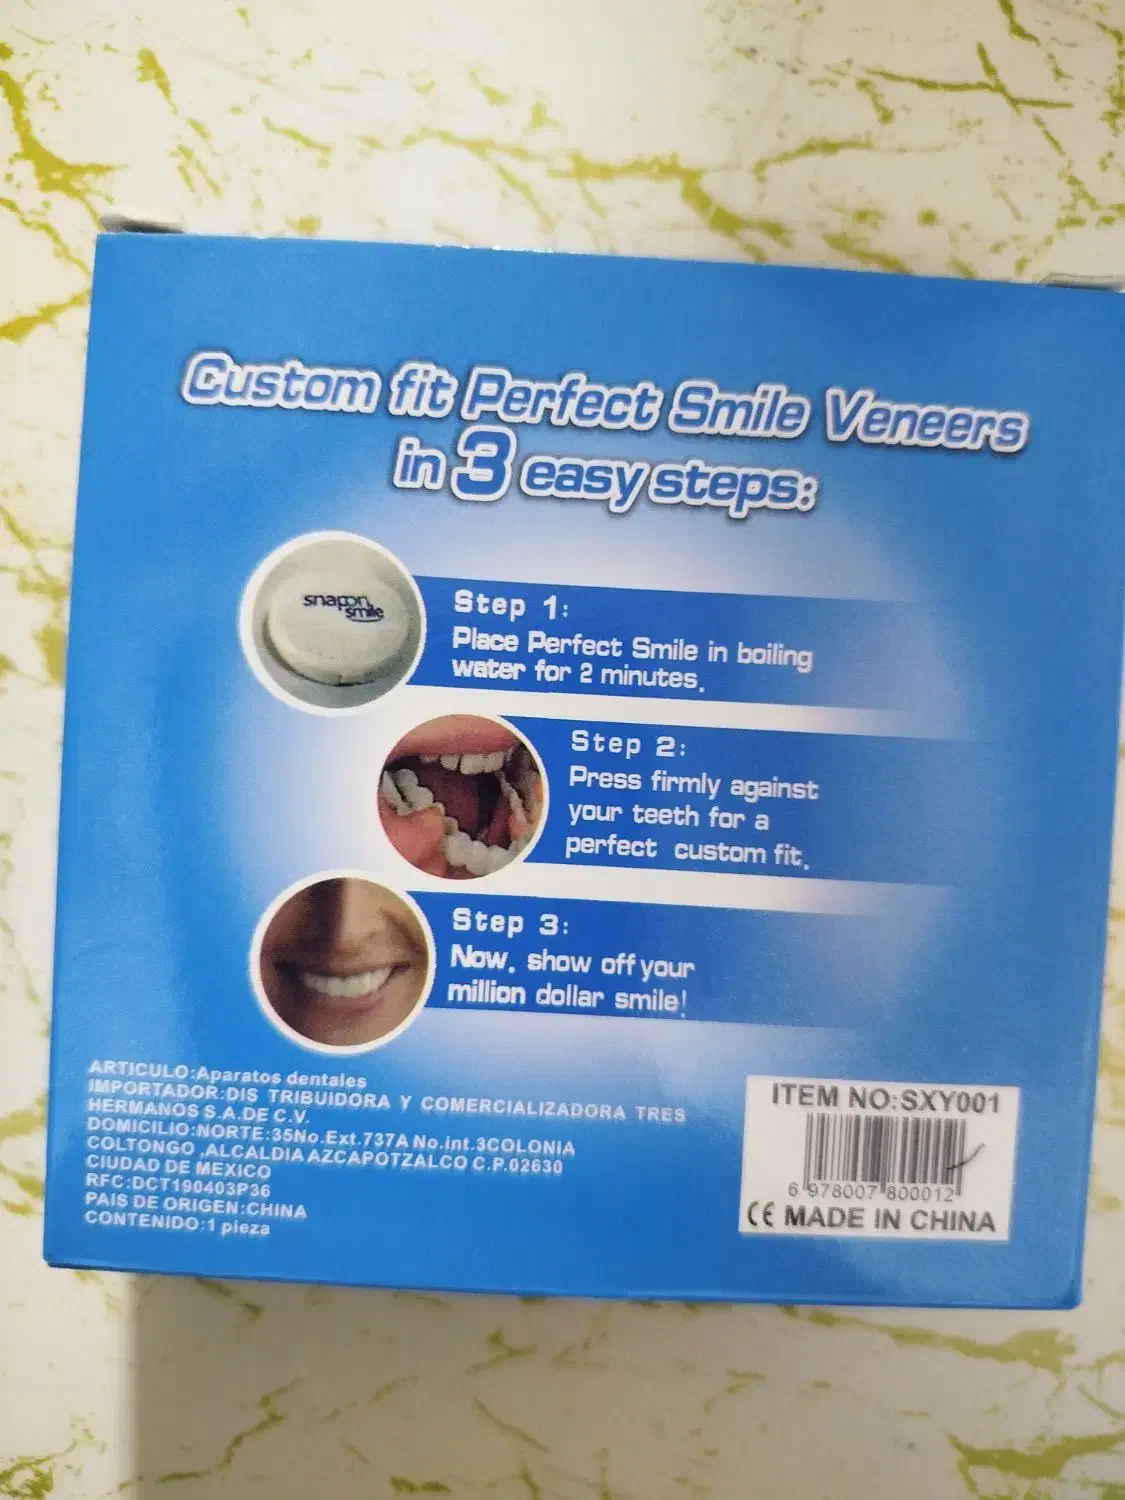 Custom fit Perfect Smile Veneers
in 3 easy steps:
snapon
smile
Step 1:
Place Perfect Smile in boiling
water for 2 minutes.
Step 2:
Press firmly against
your teeth for a
perfect custom fit.
Step 3:
Now. show off your
million dollar smile!
ARTICULO:Aparatos dentales
IMPORTADOR:DIS TRIBUIDORA Y COMERCIALIZADORA TRES
HERMANOS S.A.DE C.V.
DOMICILIO:NORTE:35No.Ext.737A No.Int.3COLONIA
COLTONGO ,ALCALDIA AZCAPOTZALCO C.P.02630
CIUDAD DE MEXICO
RFC:DCT190403P36
PAIS DE ORIGEN:CHINA
CONTENIDO:1 pieza
ITEM NO:SXY001
6 978007 800012
CE MADE IN CHINA